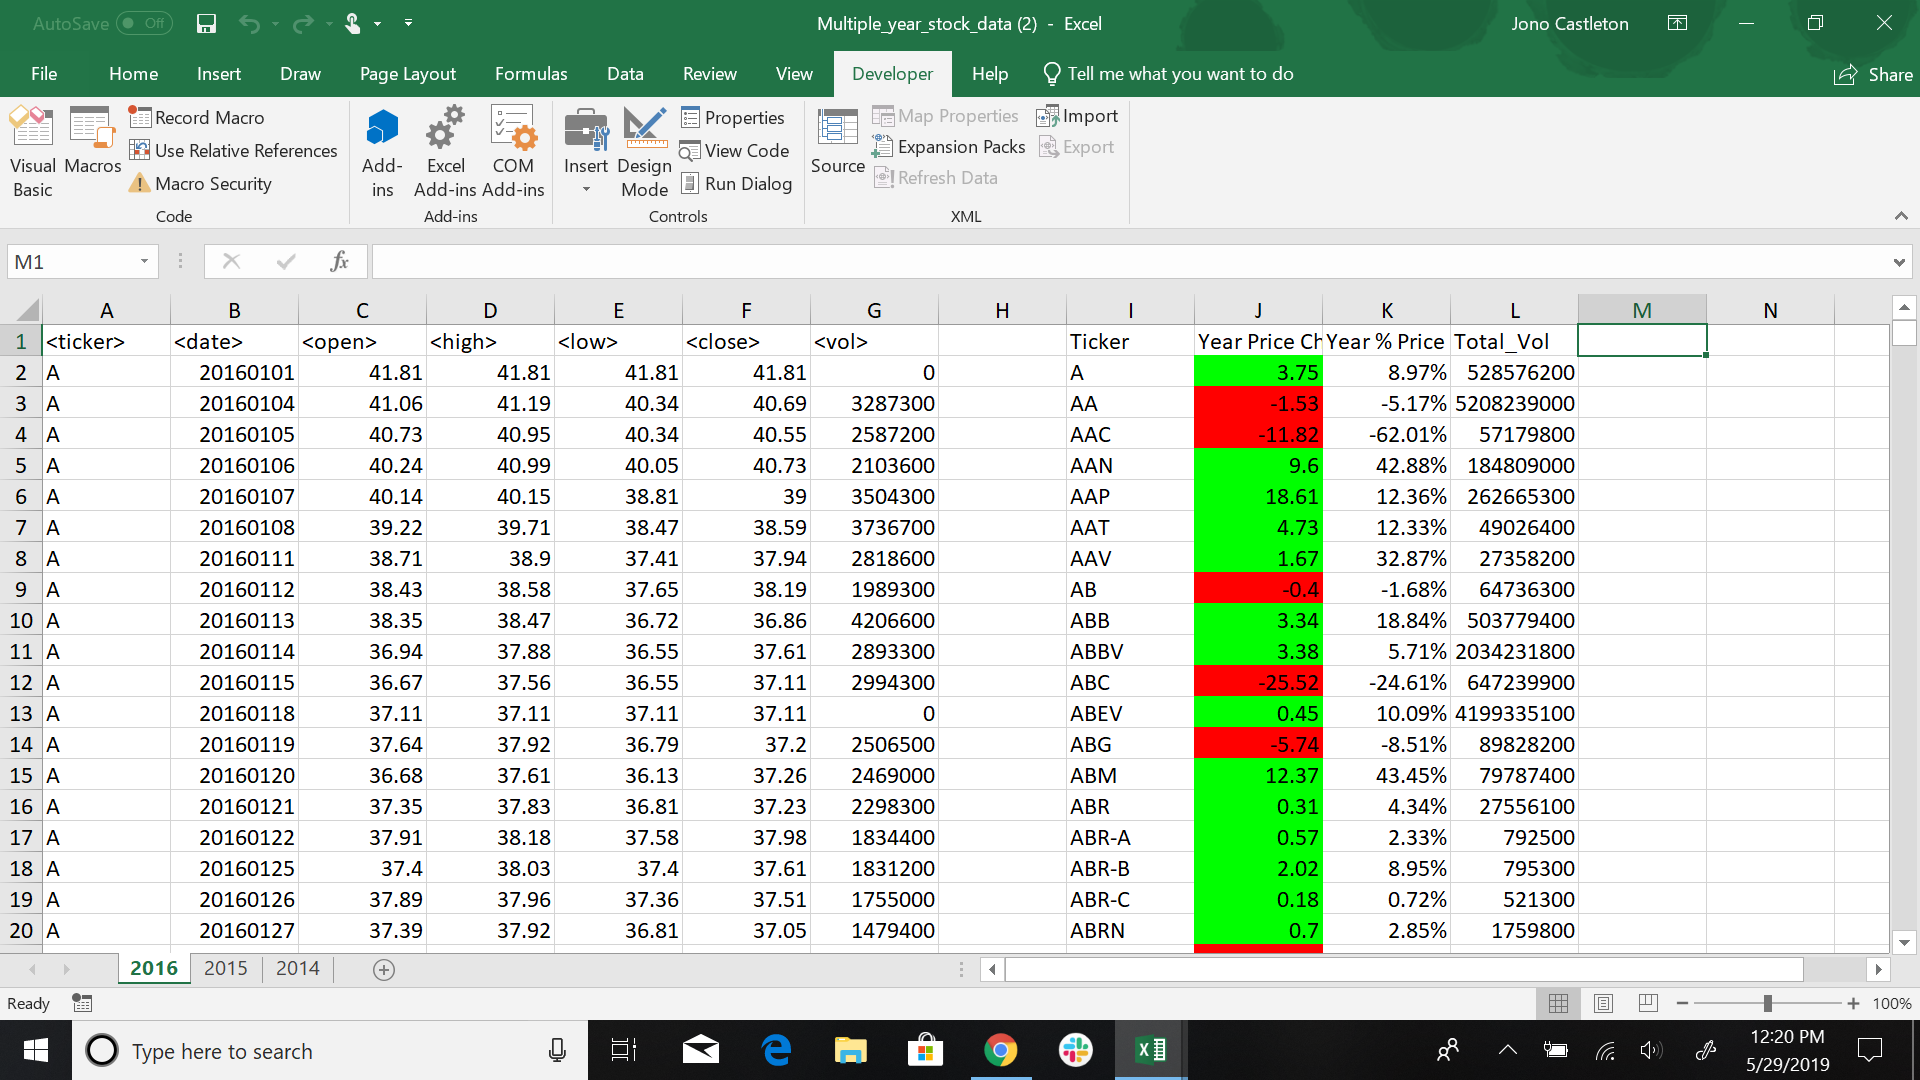 AutoSave Off
Multiple_year_stock_data (2) - Excel
Jono Castleton
File Home Insert Draw Page Layout Formulas Data Review View Developer Help Tell me what you want to do Share
Visual Basic
Macros
Record Macro
Use Relative References
Macro Security
Code
Add-ins
Excel Add-ins
COM Add-ins
Add-ins
Insert
Design Mode
Properties
View Code
Run Dialog
Controls
Source
Map Properties
Expansion Packs
Refresh Data
Import
Export
XML
M1
fx
A B C D E F G H I J K L M N
1 <ticker> <date> <open> <high> <low> <close> <vol> Ticker Year Price Ch Year % Price Total_Vol
2 A 20160101 41.81 41.81 41.81 41.81 0 A 3.75 8.97% 528576200
3 A 20160104 41.06 41.19 40.34 40.69 3287300 AA -1.53 -5.17% 5208239000
4 A 20160105 40.73 40.95 40.34 40.55 2587200 AAC -11.82 -62.01% 57179800
5 A 20160106 40.24 40.99 40.05 40.73 2103600 AAN 9.6 42.88% 184809000
6 A 20160107 40.14 40.15 38.81 39 3504300 AAP 18.61 12.36% 262665300
7 A 20160108 39.22 39.71 38.47 38.59 3736700 AAT 4.73 12.33% 49026400
8 A 20160111 38.71 38.9 37.41 37.94 2818600 AAV 1.67 32.87% 27358200
9 A 20160112 38.43 38.58 37.65 38.19 1989300 AB -0.4 -1.68% 64736300
10 A 20160113 38.35 38.47 36.72 36.86 4206600 ABB 3.34 18.84% 503779400
11 A 20160114 36.94 37.88 36.55 37.61 2893300 ABBV 3.38 5.71% 2034231800
12 A 20160115 36.67 37.56 36.55 37.11 2994300 ABC -25.52 -24.61% 647239900
13 A 20160118 37.11 37.11 37.11 37.11 0 ABEV 0.45 10.09% 4199335100
14 A 20160119 37.64 37.92 36.79 37.2 2506500 ABG -5.74 -8.51% 89828200
15 A 20160120 36.68 37.61 36.13 37.26 2469000 ABM 12.37 43.45% 79787400
16 A 20160121 37.35 37.83 36.81 37.23 2298300 ABR 0.31 4.34% 27556100
17 A 20160122 37.91 38.18 37.58 37.98 1834400 ABR-A 0.57 2.33% 792500
18 A 20160125 37.4 38.03 37.4 37.61 1831200 ABR-B 2.02 8.95% 795300
19 A 20160126 37.89 37.96 37.36 37.51 1755000 ABR-C 0.18 0.72% 521300
20 A 20160127 37.39 37.92 36.81 37.05 1479400 ABRN 0.7 2.85% 1759800
2016 2015 2014
Ready
100%
Type here to search
12:20 PM
5/29/2019